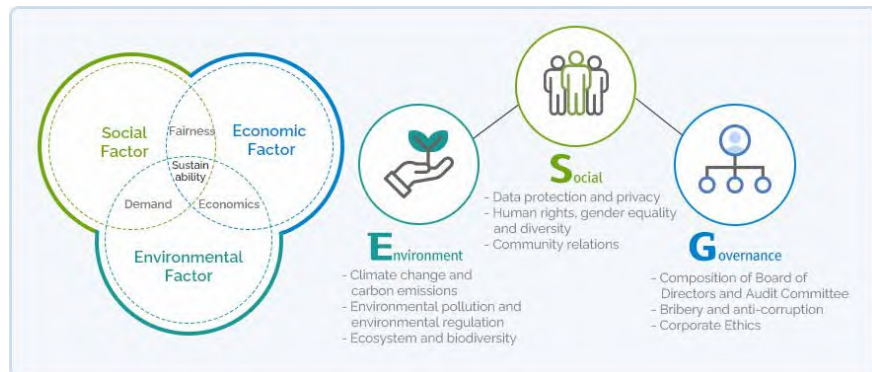 Social
Factor
Fairness
Economic
Factor
Sustain
ability
Demand
Economics
Environmental
Factor
Environment
- Climate change and
carbon emissions
- Environmental pollution and
environmental regulation
- Ecosystem and biodiversity
Social
- Data protection and privacy
- Human rights, gender equality
and diversity
- Community relations
Governance
- Composition of Board of
Directors and Audit Committee
- Bribery and anti-corruption
- Corporate Ethics